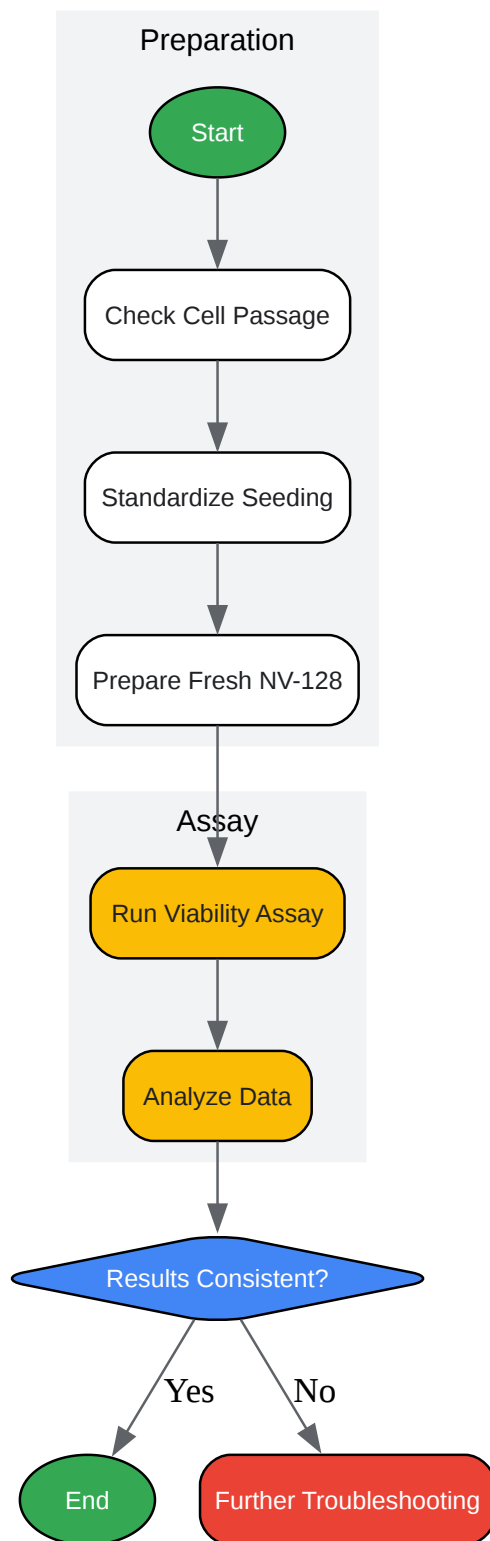 Preparation
Start
Check Cell Passage
Standardize Seeding
Prepare Fresh NV-128
Assay
Run Viability Assay
Analyze Data
Results Consistent?
Yes
No
End
Further Troubleshooting